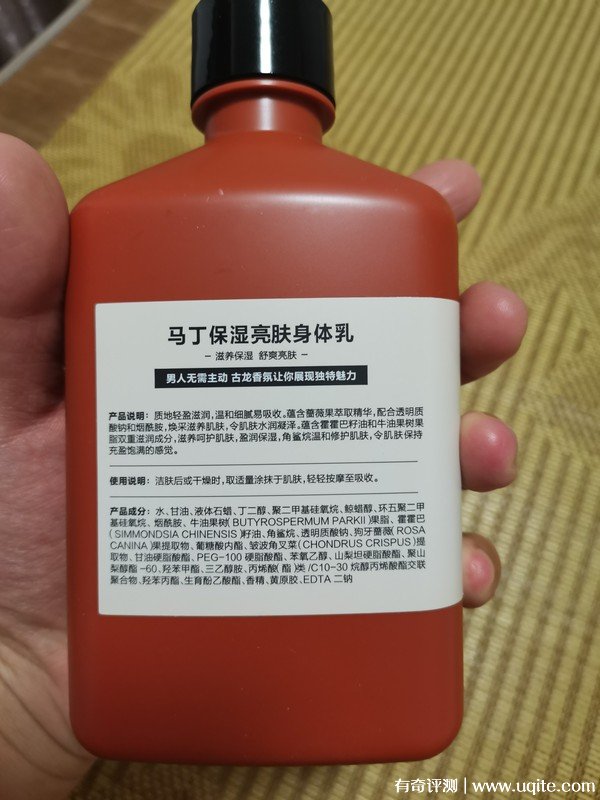 马丁保湿亮肤身体乳
– 滋养保湿 舒爽亮肤 –
男人无需主动 古龙香氛让你展现独特魅力
产品说明：质地轻盈滋润，温和细腻易吸收。蕴含蔷薇果萃取精华，配合透明质
酸钠和烟酰胺，焕采滋养肌肤，令肌肤水润凝泽。蕴含霍霍巴籽油和牛油果树果
脂双重滋润成分，滋养呵护肌肤，盈润保湿，角鲨烷温和修护肌肤，令肌肤保持
充盈饱满的感觉。
使用说明：洁肤后或干燥时，取适量涂抹于肌肤，轻轻按摩至吸收。
产品成分：水、甘油、液体石蜡、丁二醇、聚二甲基硅氧烷、鲸蜡醇、环五聚二甲
基硅氧烷、烟酰胺、牛油果树(BUTYROSPERMUM PARKII)果脂、霍霍巴
(SIMMONDSIA CHINENSIS)籽油、角鲨烷、透明质酸钠、狗牙蔷薇(ROSA
CANINA)果提取物、葡糖酸内酯、皱波角叉菜(CHONDRUS CRISPUS)提
取物、甘油硬脂酸酯、PEG-100 硬脂酸酯、苯氧乙醇、山梨坦硬脂酸酯、聚山
梨醇酯-60、羟苯甲酯、三乙醇胺、丙烯酸(酯)类/C10-30 烷醇丙烯酸酯交联
聚合物、羟苯丙酯、生育酚乙酸酯、香精、黄原胶、EDTA 二钠
有奇评测 | www.uqite.com